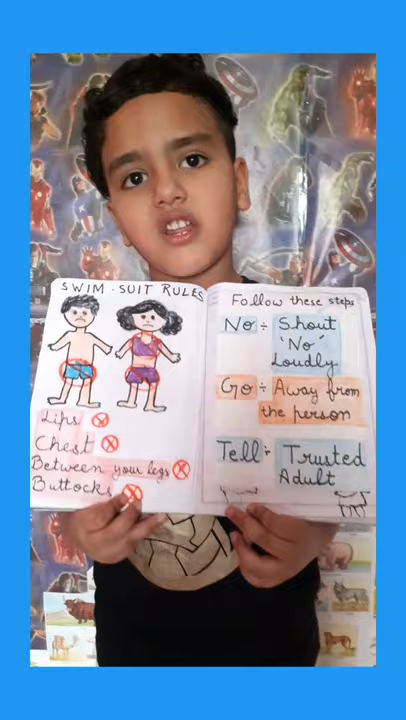 SWIM-SUIT RULES
Lips
Chest
Between your legs
Buttocks
Follow these steps
No ÷ Shout
'No'
Loudly
Go ÷ Away from
the person
Tell ÷ Trusted
Adult